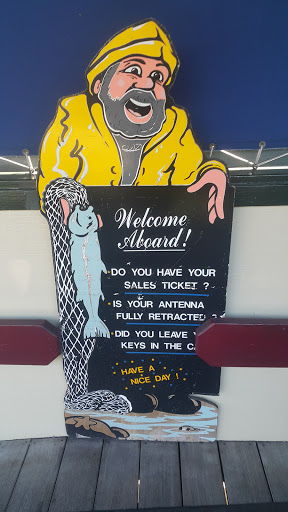 Welcome
Aboard!
DO YOU HAVE YOUR
SALES TICKET ?
IS YOUR ANTENNA
FULLY RETRACTED ?
DID YOU LEAVE
KEYS IN THE
HAVE A
NICE DAY !